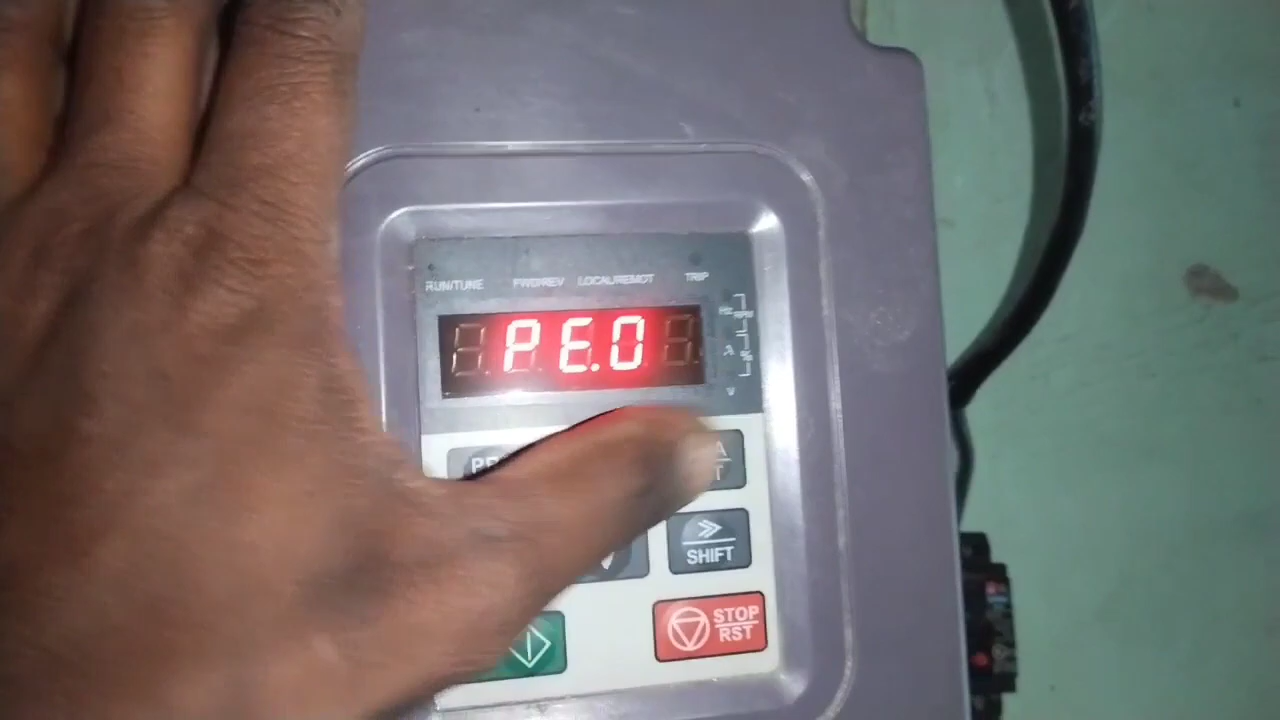 RUN/TUNE FWD/REV LOCAL/REMOT TRIP
PE.0
SHIFT
STOP
RST